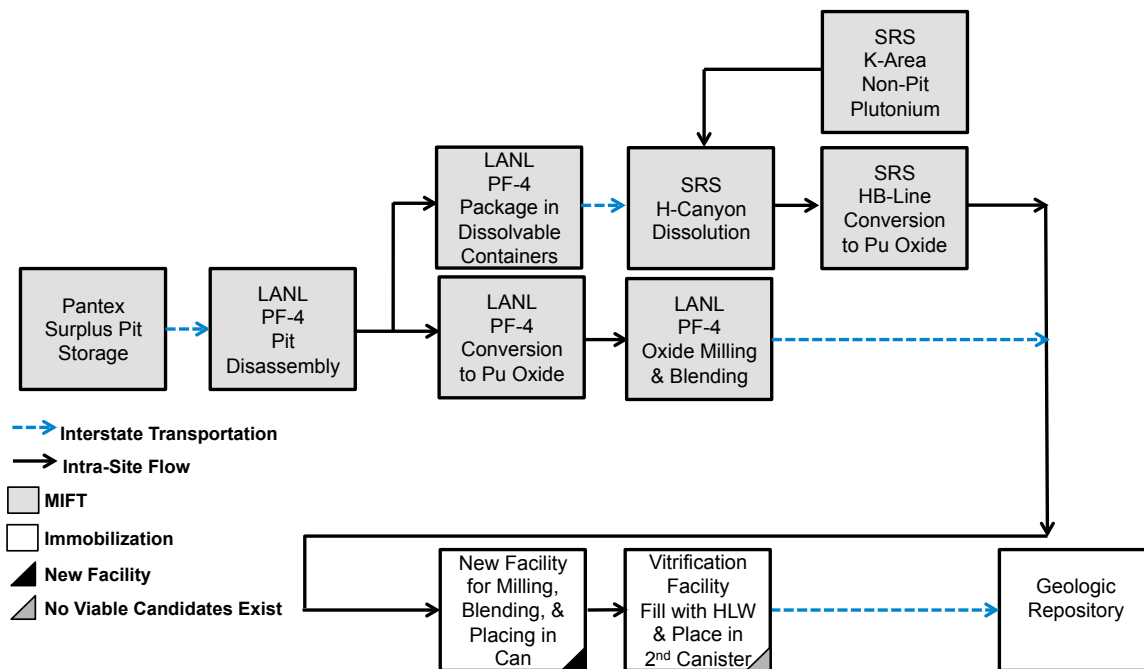 SRS
K-Area
Non-Pit
Plutonium
LANL
PF-4
Package in
Dissolvable
Containers
SRS
H-Canyon
Dissolution
SRS
HB-Line
Conversion
to Pu Oxide
Pantex
Surplus Pit
Storage
LANL
PF-4
Pit
Disassembly
LANL
PF-4
Conversion
to Pu Oxide
LANL
PF-4
Oxide Milling
& Blending
Interstate Transportation
Intra-Site Flow
MIFT
Immobilization
New Facility
No Viable Candidates Exist
New Facility
for Milling,
Blending, &
Placing in
Can
Vitrification
Facility
Fill with HLW
& Place in
2nd Canister
Geologic
Repository